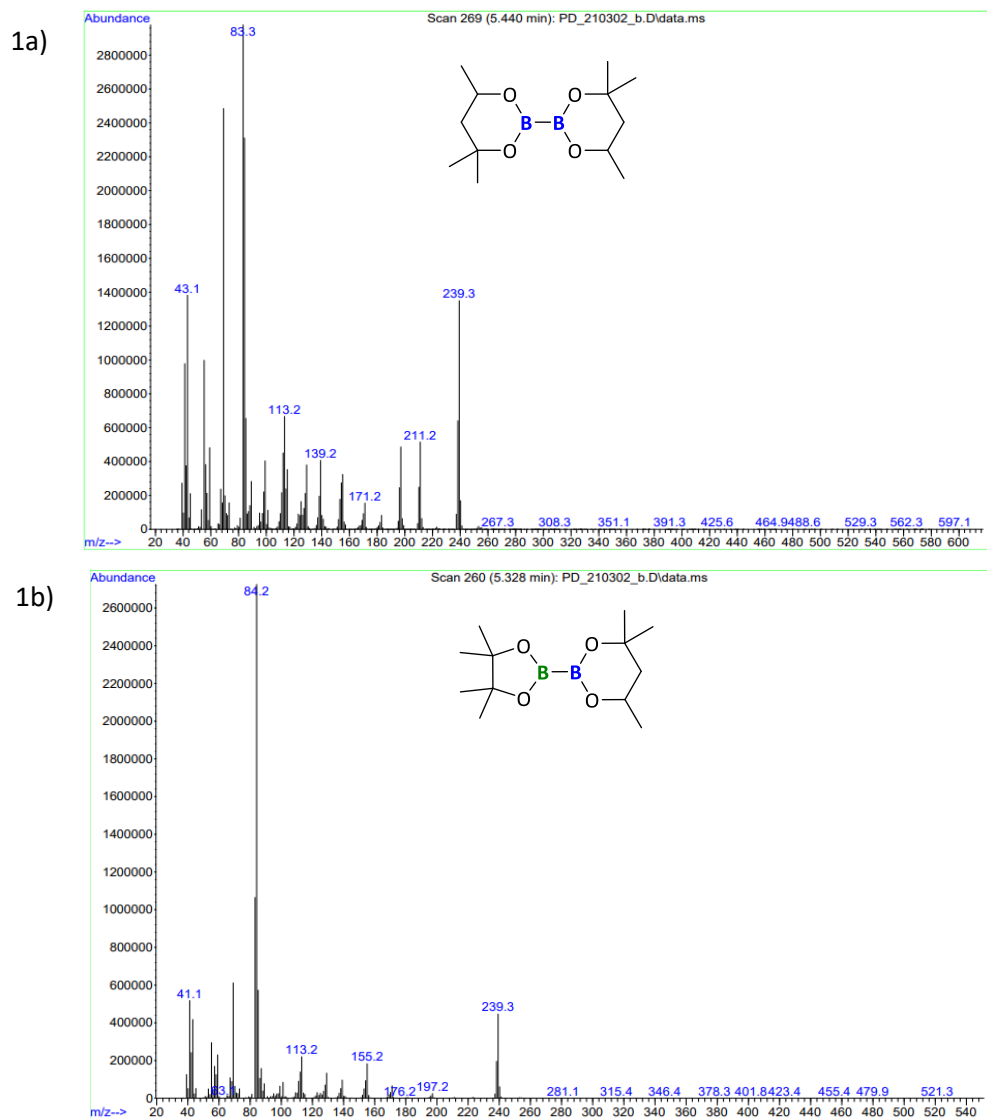 1a)
Abundance
Scan 269 (5.440 min): PD_210302_b.D\data.ms
83.3
2800000
2600000
2400000
2200000
2000000
1800000
1600000
1400000
1200000
1000000
800000
600000
400000
200000
0
43.1
239.3
113.2
139.2
171.2
211.2
267.3 308.3 351.1 391.3 425.6 464.9 488.6 529.3 562.3 597.1
O O
B B
O O
m/z-->
20 40 60 80 100 120 140 160 180 200 220 240 260 280 300 320 340 360 380 400 420 440 460 480 500 520 540 560 580 600
1b)
Abundance
Scan 260 (5.328 min): PD_210302_b.D\data.ms
84.2
2600000
2400000
2200000
2000000
1800000
1600000
1400000
1200000
1000000
800000
600000
400000
200000
0
41.1
239.3
113.2
155.2
176.2 197.2
281.1 315.4 346.4 378.3 401.8 423.4 455.4 479.9 521.3
O O
B B
O O
m/z-->
20 40 60 80 100 120 140 160 180 200 220 240 260 280 300 320 340 360 380 400 420 440 460 480 500 520 540